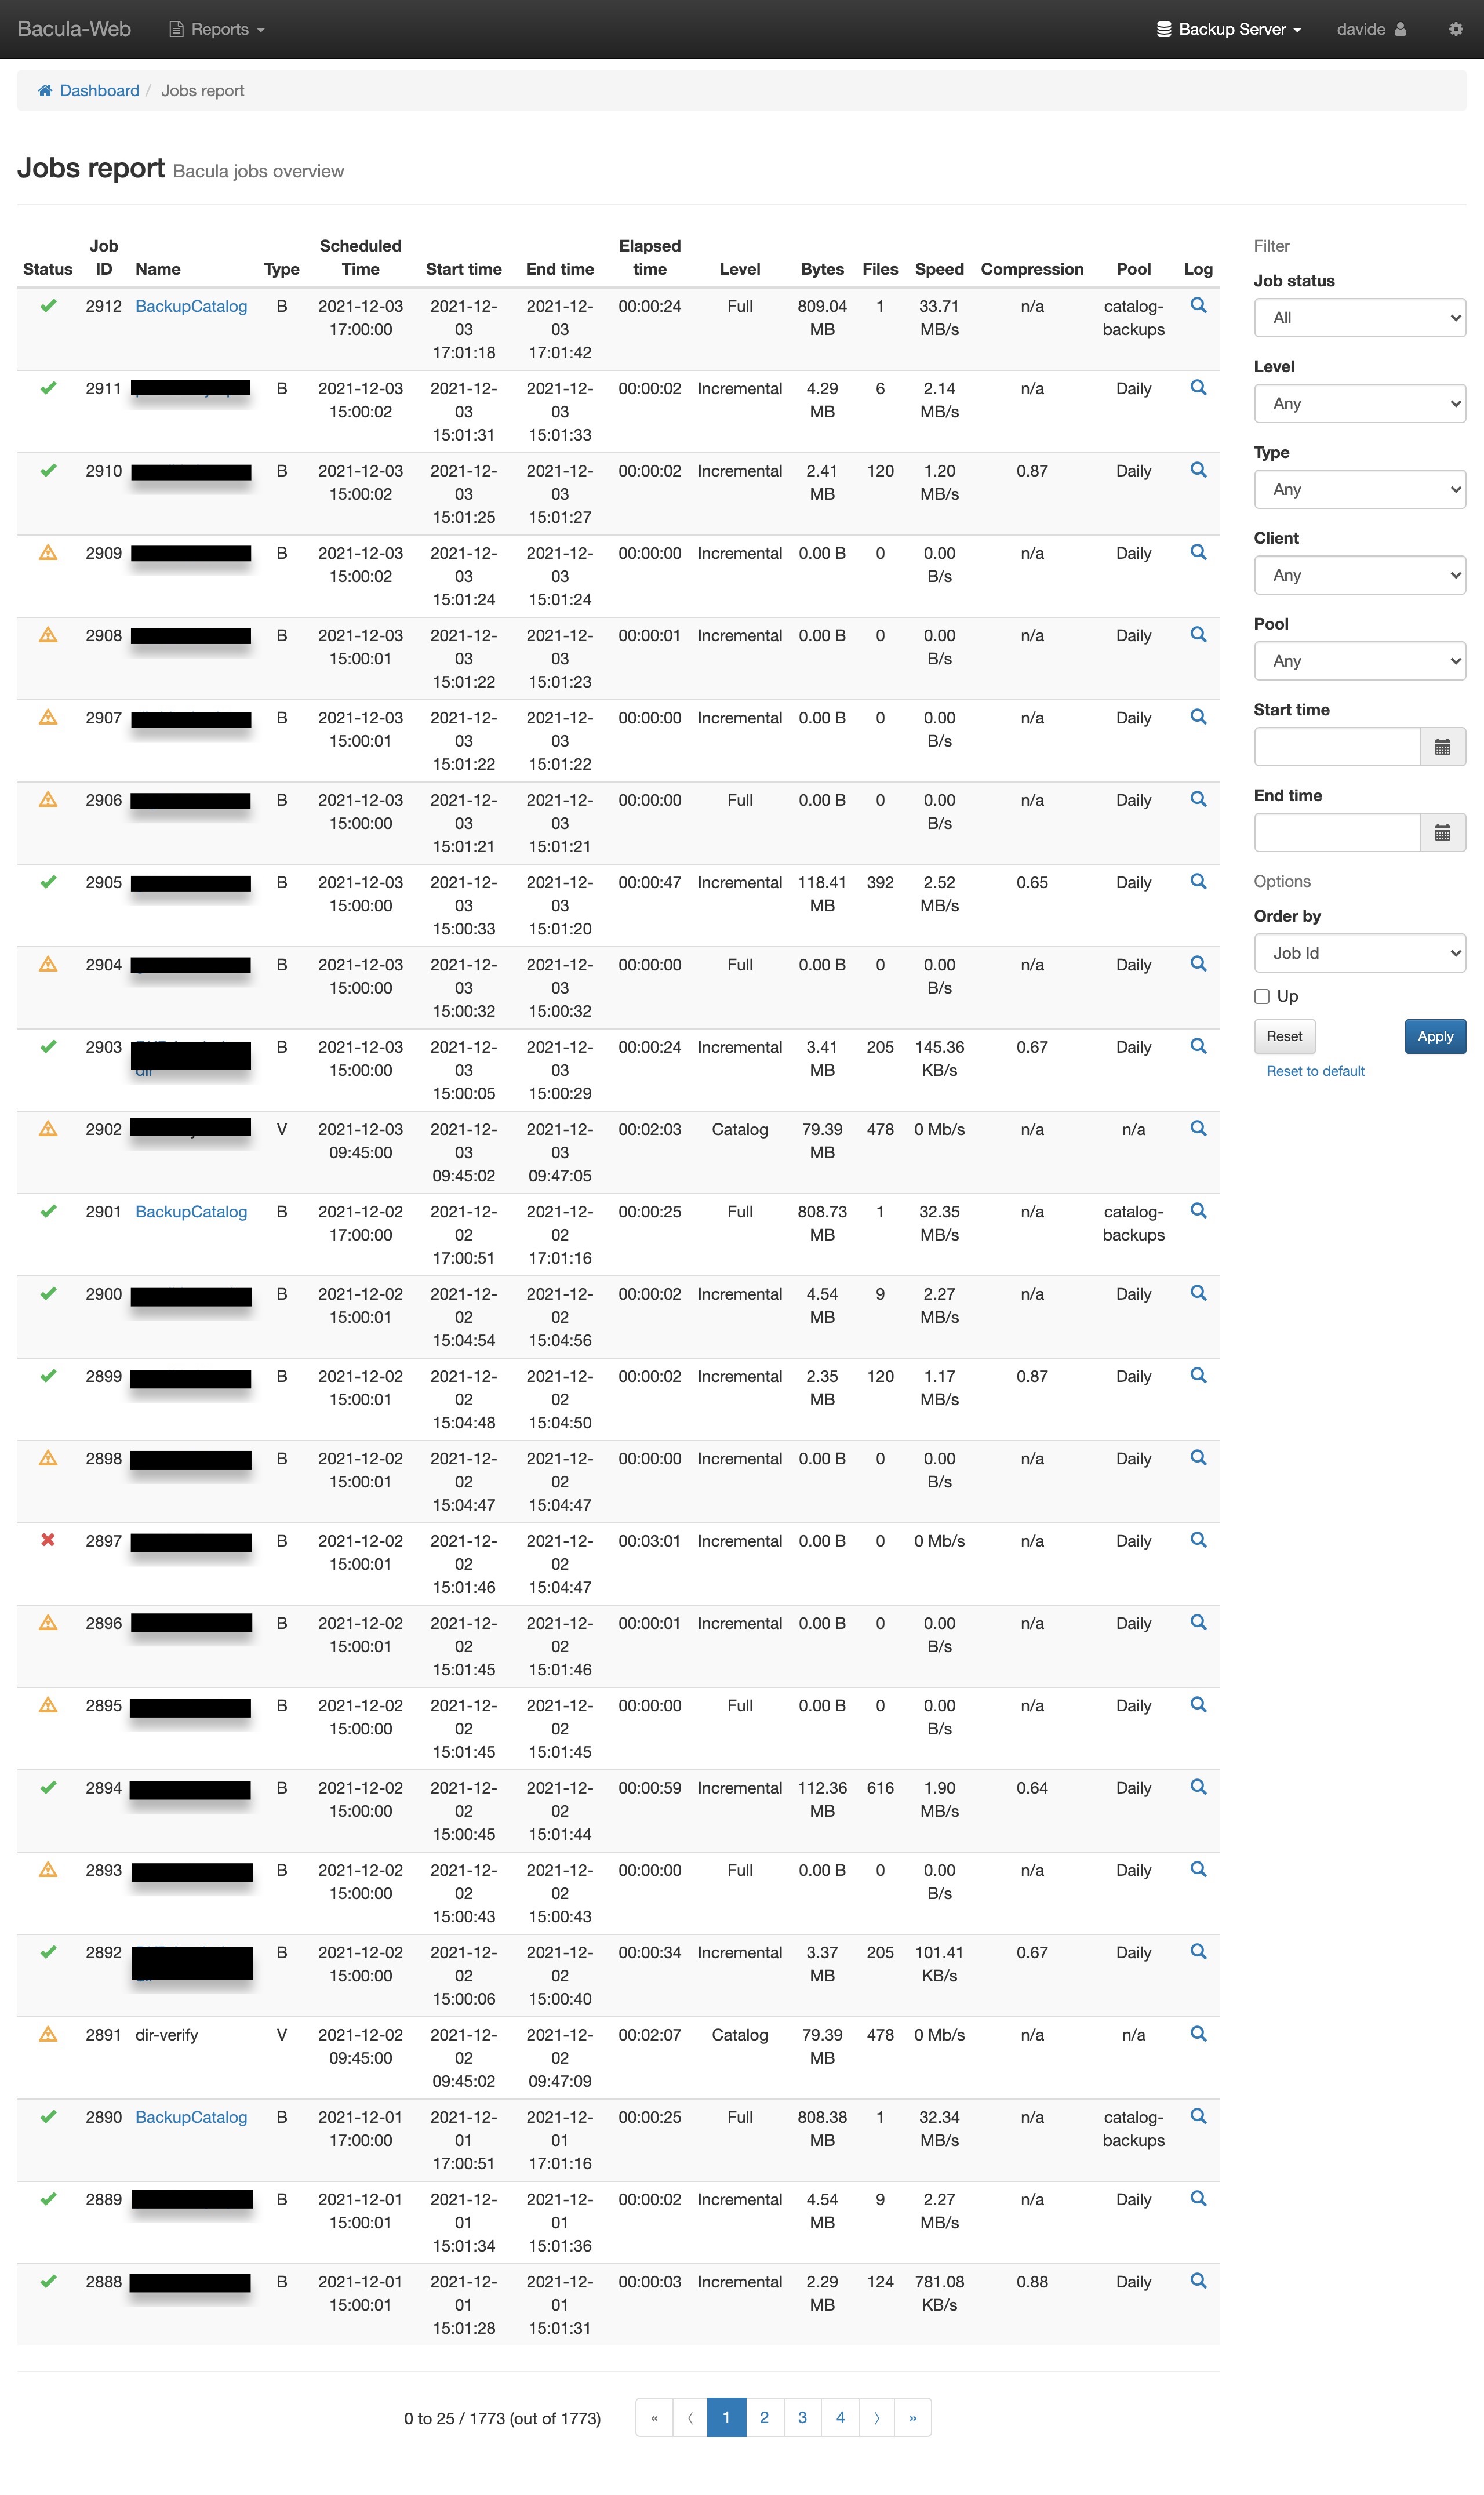 Bacula-Web Reports Backup Server davide
Dashboard / Jobs report
Jobs report Bacula jobs overview
Job Scheduled Elapsed
Status ID Name Type Time Start time End time time Level Bytes Files Speed Compression Pool Log
2912 BackupCatalog B 2021-12-03 2021-12- 2021-12- 00:00:24 Full 809.04 1 33.71 n/a catalog-
17:00:00 03 03 MB MB/s backups
17:01:18 17:01:42
2911 B 2021-12-03 2021-12- 2021-12- 00:00:02 Incremental 4.29 6 2.14 n/a Daily
15:00:02 03 03 MB MB/s
15:01:31 15:01:33
2910 B 2021-12-03 2021-12- 2021-12- 00:00:02 Incremental 2.41 120 1.20 0.87 Daily
15:00:02 03 03 MB MB/s
15:01:25 15:01:27
2909 B 2021-12-03 2021-12- 2021-12- 00:00:00 Incremental 0.00 B 0 0.00 n/a Daily
15:00:02 03 03 B/s
15:01:24 15:01:24
2908 B 2021-12-03 2021-12- 2021-12- 00:00:01 Incremental 0.00 B 0 0.00 n/a Daily
15:00:01 03 03 B/s
15:01:22 15:01:23
2907 B 2021-12-03 2021-12- 2021-12- 00:00:00 Incremental 0.00 B 0 0.00 n/a Daily
15:00:01 03 03 B/s
15:01:22 15:01:22
2906 B 2021-12-03 2021-12- 2021-12- 00:00:00 Full 0.00 B 0 0.00 n/a Daily
15:00:00 03 03 B/s
15:01:21 15:01:21
2905 B 2021-12-03 2021-12- 2021-12- 00:00:47 Incremental 118.41 392 2.52 0.65 Daily
15:00:00 03 03 MB MB/s
15:00:33 15:01:20
2904 B 2021-12-03 2021-12- 2021-12- 00:00:00 Full 0.00 B 0 0.00 n/a Daily
15:00:00 03 03 B/s
15:00:32 15:00:32
2903 B 2021-12-03 2021-12- 2021-12- 00:00:24 Incremental 3.41 205 145.36 0.67 Daily
15:00:00 03 03 MB KB/s
15:00:05 15:00:29
2902 V 2021-12-03 2021-12- 2021-12- 00:02:03 Catalog 79.39 478 0 Mb/s n/a n/a
09:45:00 03 03 MB
09:45:02 09:47:05
2901 BackupCatalog B 2021-12-02 2021-12- 2021-12- 00:00:25 Full 808.73 1 32.35 n/a catalog-
17:00:00 02 02 MB MB/s backups
17:00:51 17:01:16
2900 B 2021-12-02 2021-12- 2021-12- 00:00:02 Incremental 4.54 9 2.27 n/a Daily
15:00:01 02 02 MB MB/s
15:04:54 15:04:56
2899 B 2021-12-02 2021-12- 2021-12- 00:00:02 Incremental 2.35 120 1.17 0.87 Daily
15:00:01 02 02 MB MB/s
15:04:48 15:04:50
2898 B 2021-12-02 2021-12- 2021-12- 00:00:00 Incremental 0.00 B 0 0.00 n/a Daily
15:00:01 02 02 B/s
15:04:47 15:04:47
2897 B 2021-12-02 2021-12- 2021-12- 00:03:01 Incremental 0.00 B 0 0 Mb/s n/a Daily
15:00:01 02 02
15:01:46 15:04:47
2896 B 2021-12-02 2021-12- 2021-12- 00:00:01 Incremental 0.00 B 0 0.00 n/a Daily
15:00:01 02 02 B/s
15:01:45 15:01:46
2895 B 2021-12-02 2021-12- 2021-12- 00:00:00 Full 0.00 B 0 0.00 n/a Daily
15:00:00 02 02 B/s
15:01:45 15:01:45
2894 B 2021-12-02 2021-12- 2021-12- 00:00:59 Incremental 112.36 616 1.90 0.64 Daily
15:00:00 02 02 MB MB/s
15:00:45 15:01:44
2893 B 2021-12-02 2021-12- 2021-12- 00:00:00 Full 0.00 B 0 0.00 n/a Daily
15:00:00 02 02 B/s
15:00:43 15:00:43
2892 B 2021-12-02 2021-12- 2021-12- 00:00:34 Incremental 3.37 205 101.41 0.67 Daily
15:00:00 02 02 MB KB/s
15:00:06 15:00:40
2891 dir-verify V 2021-12-02 2021-12- 2021-12- 00:02:07 Catalog 79.39 478 0 Mb/s n/a n/a
09:45:00 02 02 MB
09:45:02 09:47:09
2890 BackupCatalog B 2021-12-01 2021-12- 2021-12- 00:00:25 Full 808.38 1 32.34 n/a catalog-
17:00:00 01 01 MB MB/s backups
17:00:51 17:01:16
2889 B 2021-12-01 2021-12- 2021-12- 00:00:02 Incremental 4.54 9 2.27 n/a Daily
15:00:01 01 01 MB MB/s
15:01:34 15:01:36
2888 B 2021-12-01 2021-12- 2021-12- 00:00:03 Incremental 2.29 124 781.08 0.88 Daily
15:00:01 01 01 MB KB/s
15:01:28 15:01:31
0 to 25 / 1773 (out of 1773) « 〈 1 2 3 4 〉 »
Filter
Job status
All
Level
Any
Type
Any
Client
Any
Pool
Any
Start time
End time
Options
Order by
Job Id
Up
Reset Apply
Reset to default